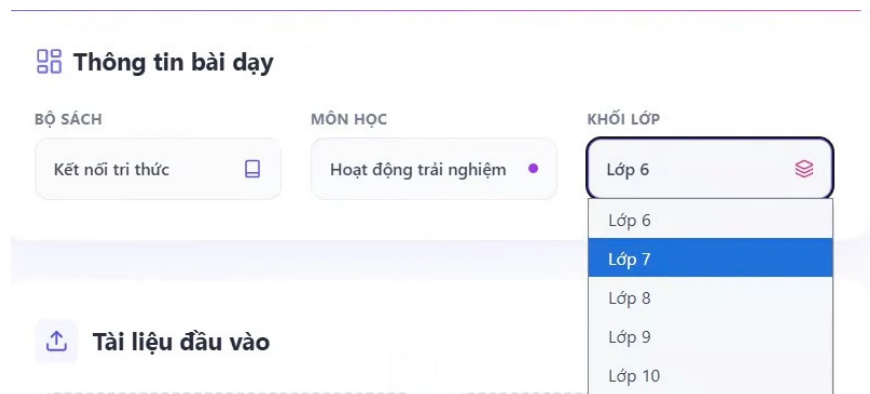 Thông tin bài dạy
BỘ SÁCH
MÔN HỌC
KHỐI LỚP
Kết nối tri thức
Hoạt động trải nghiệm
Lớp 6
Lớp 6
Lớp 7
Lớp 8
Lớp 9
Lớp 10
Tài liệu đầu vào